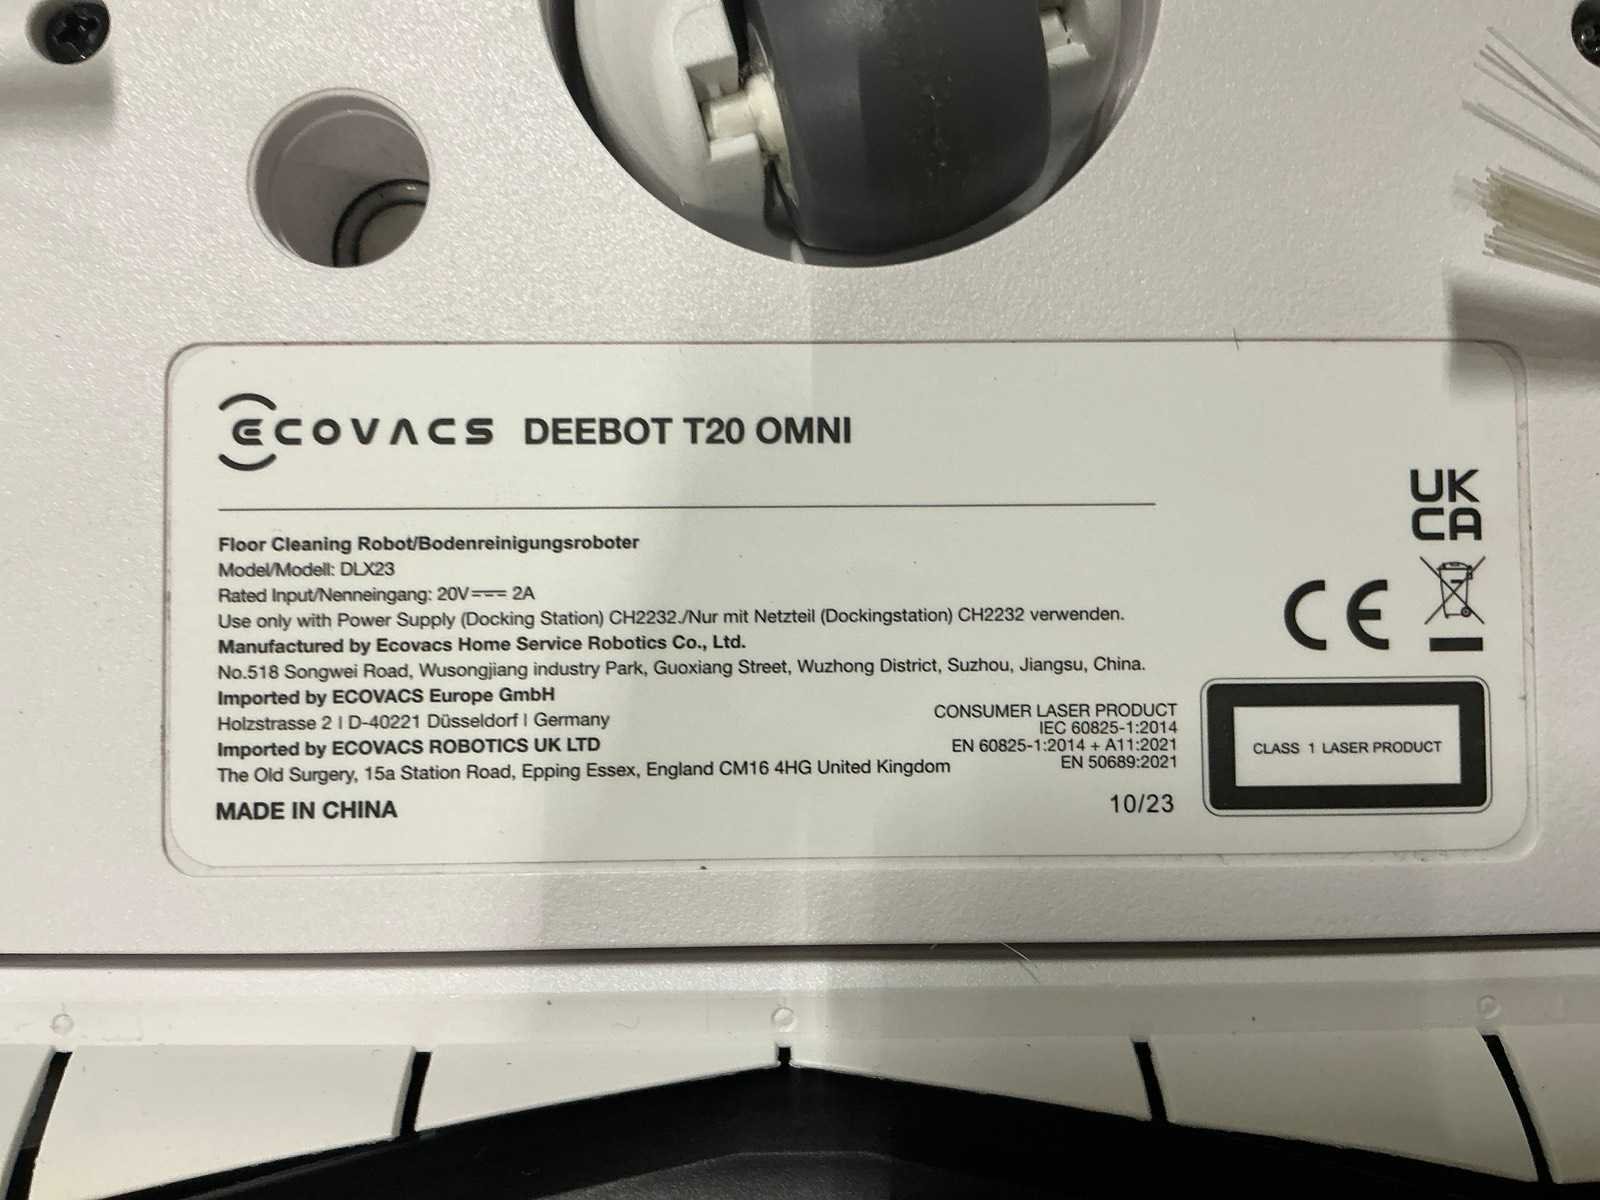 ECOVACS DEEBOT T20 OMNI
Floor Cleaning Robot/Bodenreinigungsroboter
Model/Modell: DLX23
Rated Input/Nenneingang: 20V⎓ 2A
Use only with Power Supply (Docking Station) CH2232./Nur mit Netzteil (Dockingstation) CH2232 verwenden.
Manufactured by Ecovacs Home Service Robotics Co., Ltd.
No.518 Songwei Road, Wusongjiang industry Park, Guoxiang Street, Wuzhong District, Suzhou, Jiangsu, China.
Imported by ECOVACS Europe GmbH
Holzstrasse 2 I D-40221 Düsseldorf I Germany
Imported by ECOVACS ROBOTICS UK LTD
The Old Surgery, 15a Station Road, Epping Essex, England CM16 4HG United Kingdom
MADE IN CHINA
CONSUMER LASER PRODUCT
IEC 60825-1:2014
EN 60825-1:2014 + A11:2021
EN 50689:2021
10/23
UK
CA
CE
CLASS 1 LASER PRODUCT